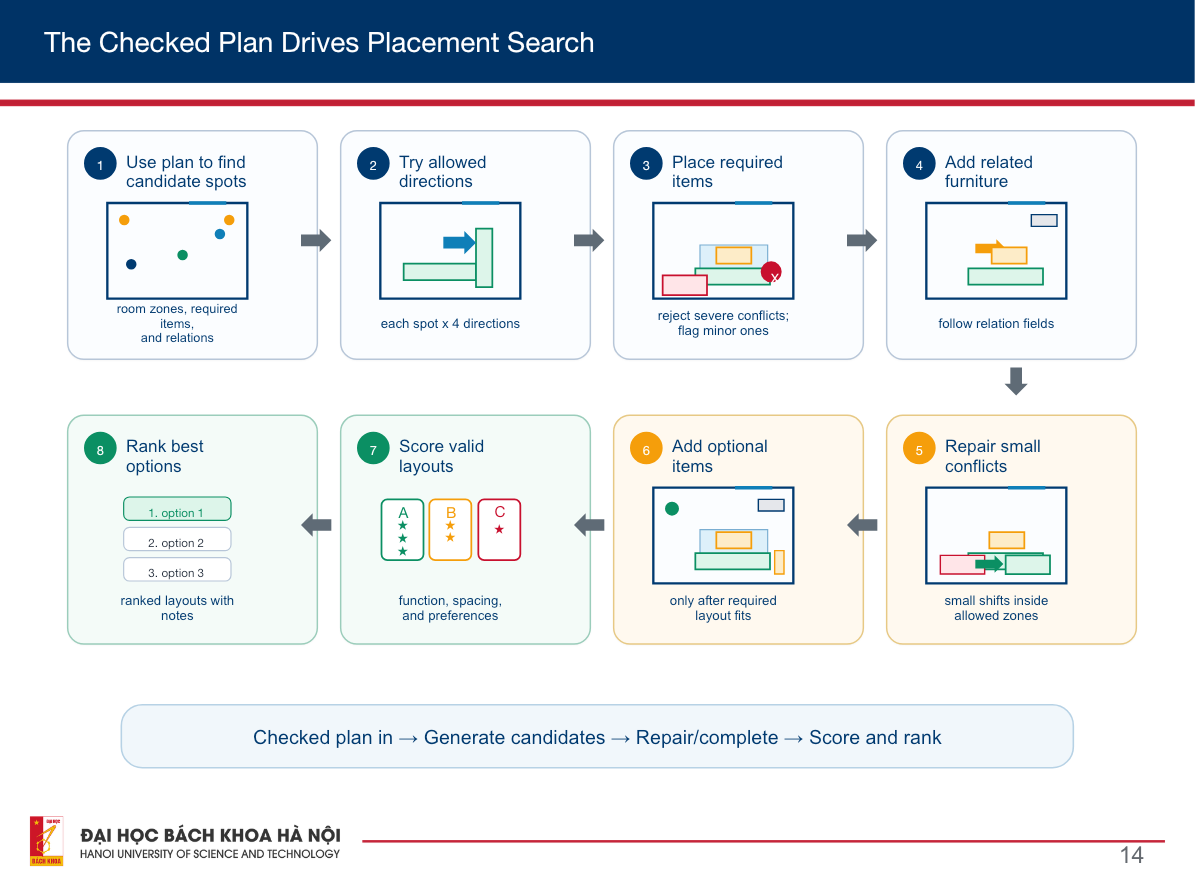 The Checked Plan Drives Placement Search
1
Use plan to find
candidate spots
room zones, required
items,
and relations
2
Try allowed
directions
each spot x 4 directions
3
Place required
items
x
reject severe conflicts;
flag minor ones
4
Add related
furniture
follow relation fields
8
Rank best
options
1. option 1
2. option 2
3. option 3
ranked layouts with
notes
7
Score valid
layouts
A
B
C
function, spacing,
and preferences
6
Add optional
items
only after required
layout fits
5
Repair small
conflicts
small shifts inside
allowed zones
Checked plan in → Generate candidates → Repair/complete → Score and rank
ĐẠI HỌC
BÁCH KHOA
ĐẠI HỌC BÁCH KHOA HÀ NỘI
HANOI UNIVERSITY OF SCIENCE AND TECHNOLOGY
14